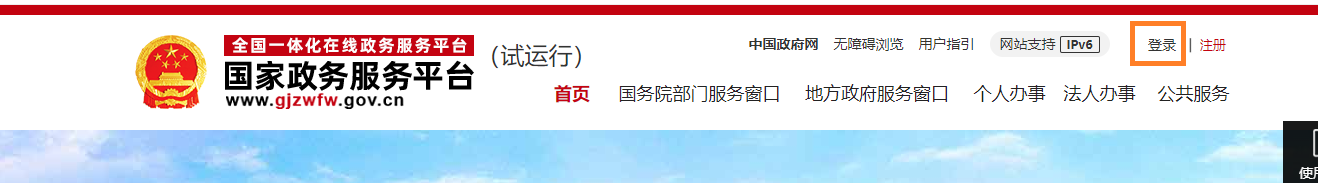 全国一体化在线政务服务平台
国家政务服务平台
www.gjzwfw.gov.cn
(试运行)
中国政府网 无障碍浏览 用户指引 网站支持 IPv6 登录 | 注册
首页 国务院部门服务窗口 地方政府服务窗口 个人办事 法人办事 公共服务